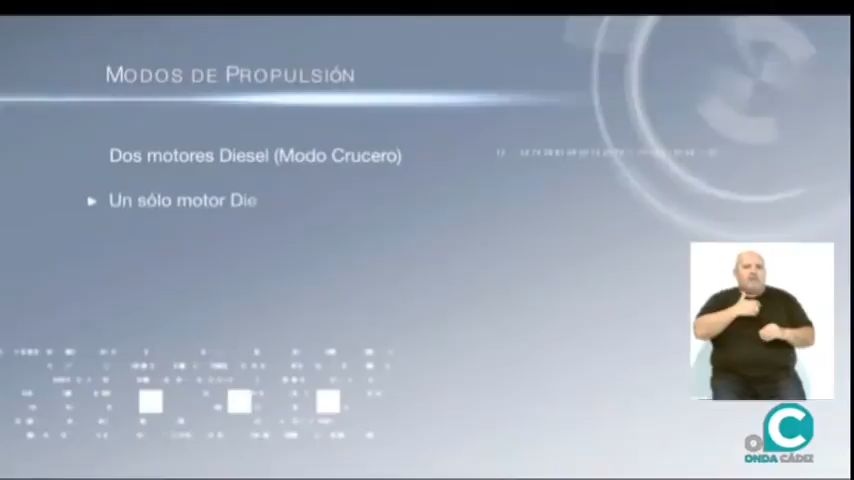 MODOS DE PROPULSIÓN
Dos motores Diesel (Modo Crucero)
Un sólo motor Die
ONDA CÁDIZ